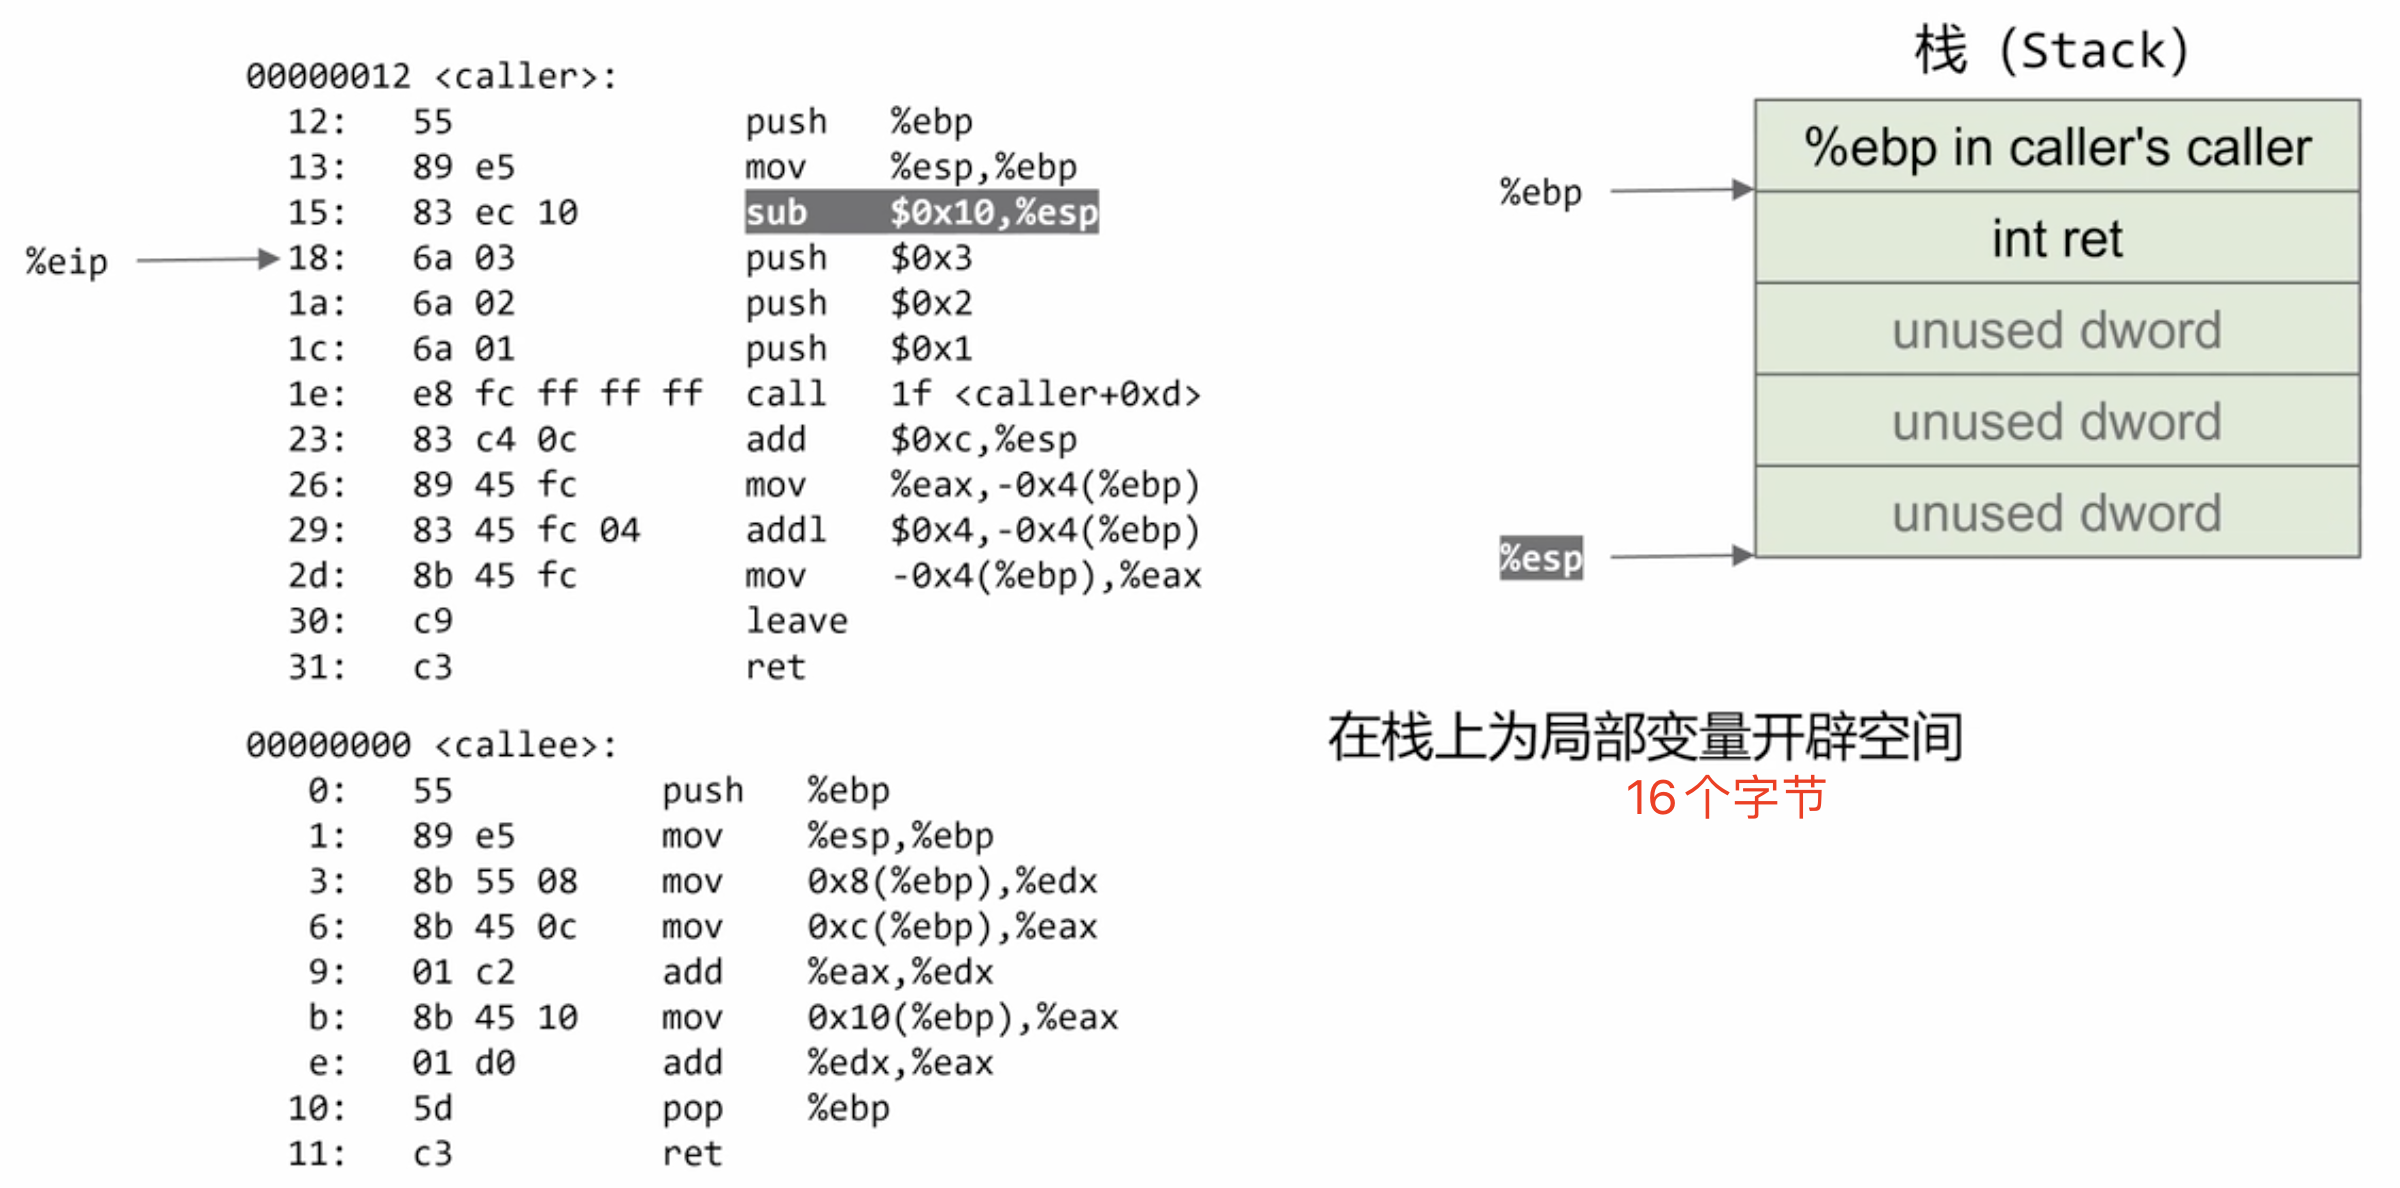 00000012 <caller>:
12: 55 push %ebp
13: 89 e5 mov %esp,%ebp
15: 83 ec 10 sub $0x10,%esp
%eip 18: 6a 03 push $0x3
1a: 6a 02 push $0x2
1c: 6a 01 push $0x1
1e: e8 fc ff ff ff call 1f <caller+0xd>
23: 83 c4 0c add $0xc,%esp
26: 89 45 fc mov %eax,-0x4(%ebp)
29: 83 45 fc 04 addl $0x4,-0x4(%ebp)
2d: 8b 45 fc mov -0x4(%ebp),%eax
30: c9 leave
31: c3 ret
00000000 <callee>:
0: 55 push %ebp
1: 89 e5 mov %esp,%ebp
3: 8b 55 08 mov 0x8(%ebp),%edx
6: 8b 45 0c mov 0xc(%ebp),%eax
9: 01 c2 add %eax,%edx
b: 8b 45 10 mov 0x10(%ebp),%eax
e: 01 d0 add %edx,%eax
10: 5d pop %ebp
11: c3 ret
栈（Stack）
%ebp in caller's caller
%ebp
int ret
unused dword
unused dword
unused dword
%esp
在栈上为局部变量开辟空间
16个字节